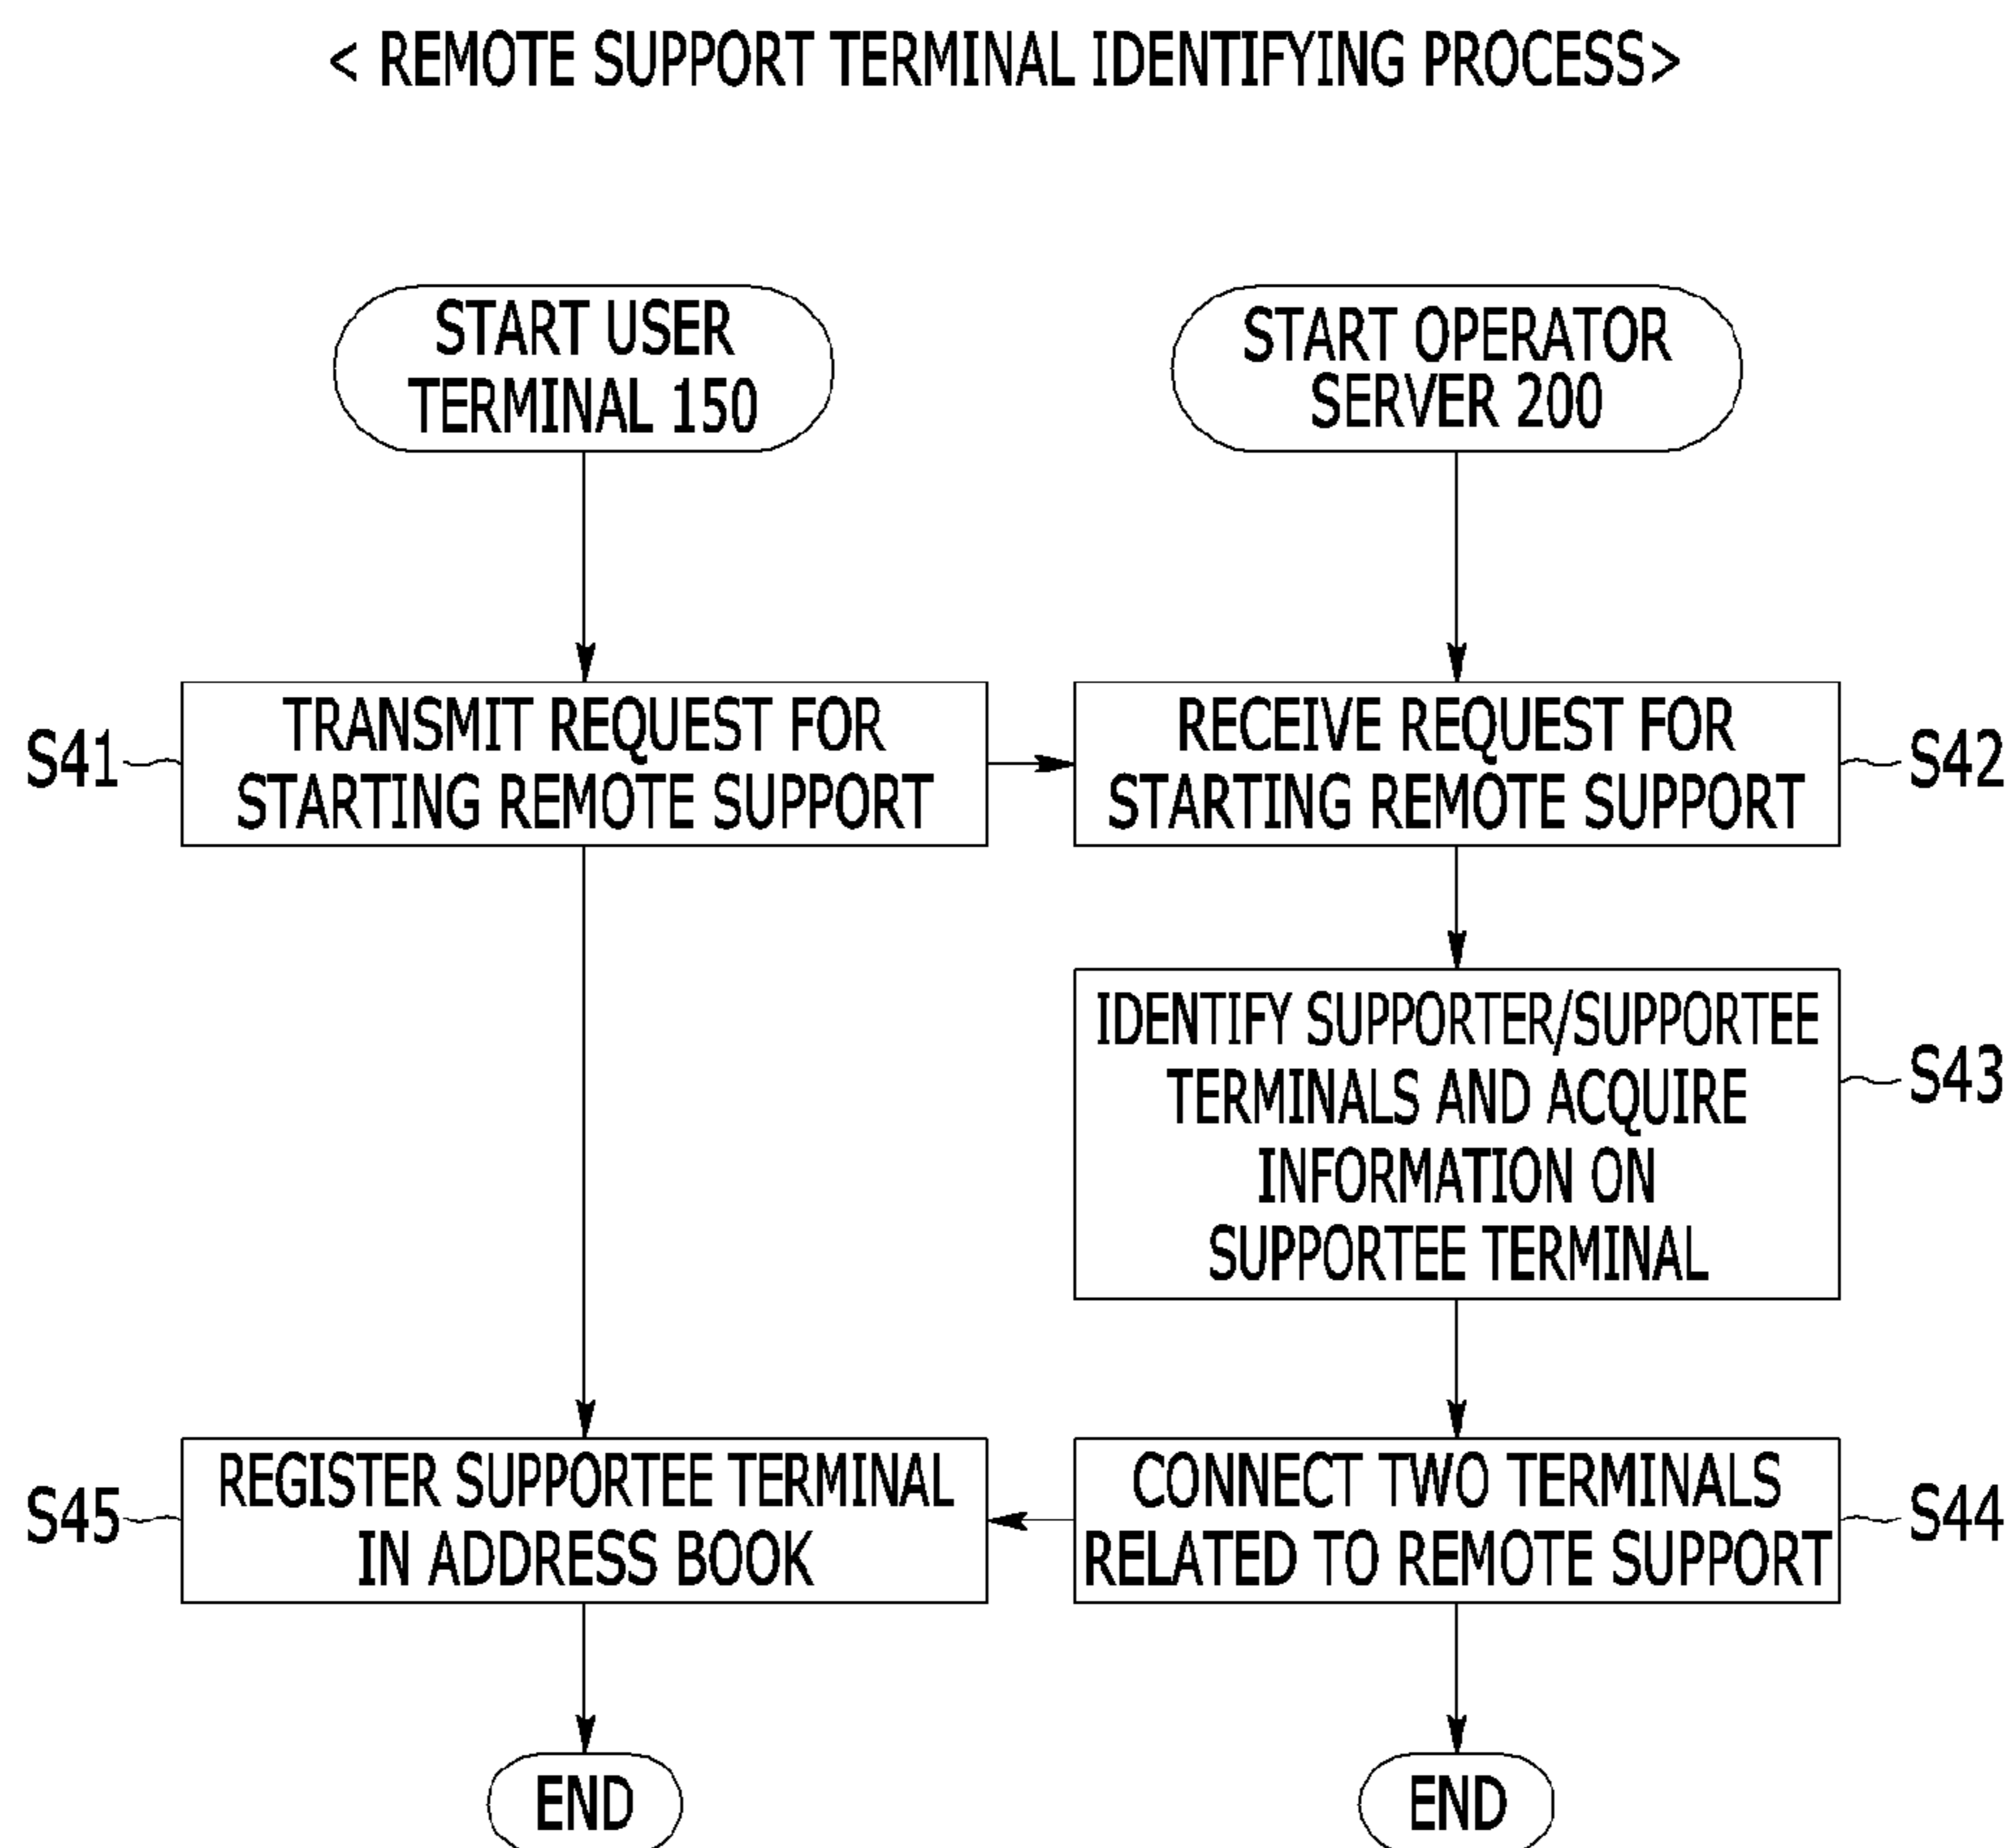 < REMOTE SUPPORT TERMINAL IDENTIFYING PROCESS>
START USER
TERMINAL 150
START OPERATOR
SERVER 200
S41
TRANSMIT REQUEST FOR
STARTING REMOTE SUPPORT
RECEIVE REQUEST FOR
STARTING REMOTE SUPPORT
S42
IDENTIFY SUPPORTER/SUPPORTEE
TERMINALS AND ACQUIRE
INFORMATION ON
SUPPORTEE TERMINAL
S43
S45
REGISTER SUPPORTEE TERMINAL
IN ADDRESS BOOK
CONNECT TWO TERMINALS
RELATED TO REMOTE SUPPORT
S44
END
END